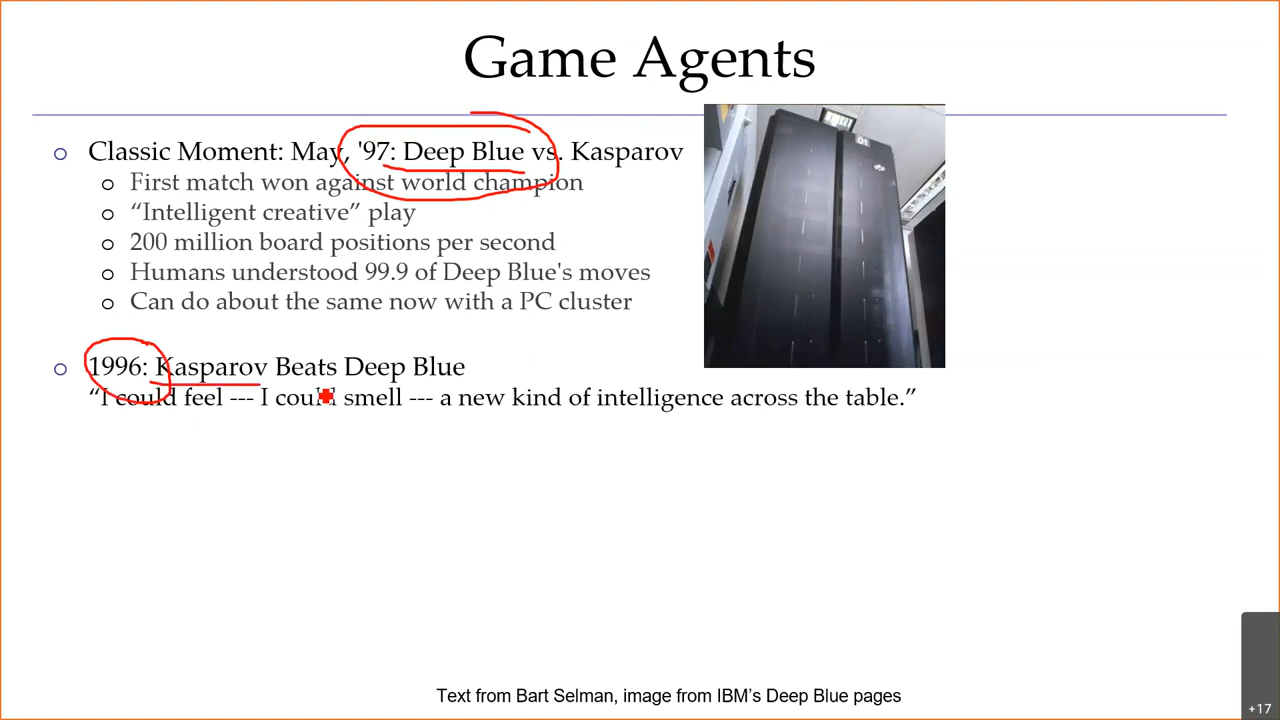 Game Agents
Classic Moment: May, '97: Deep Blue vs. Kasparov
First match won against world champion
“Intelligent creative” play
200 million board positions per second
Humans understood 99.9 of Deep Blue's moves
Can do about the same now with a PC cluster
01
1996: Kasparov Beats Deep Blue
“I could feel --- I could smell --- a new kind of intelligence across the table.”
Text from Bart Selman, image from IBM’s Deep Blue pages
+17